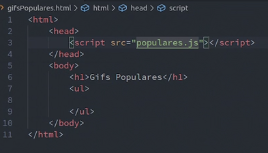 gifsPopulares.html > html > head > script
1 <html>
2 <head>
3 <script src="populares.js"></script>
4 </head>
5 <body>
6 <h1>Gifs Populares</h1>
7 <ul>
8
9 </ul>
10 </body>
11 </html>